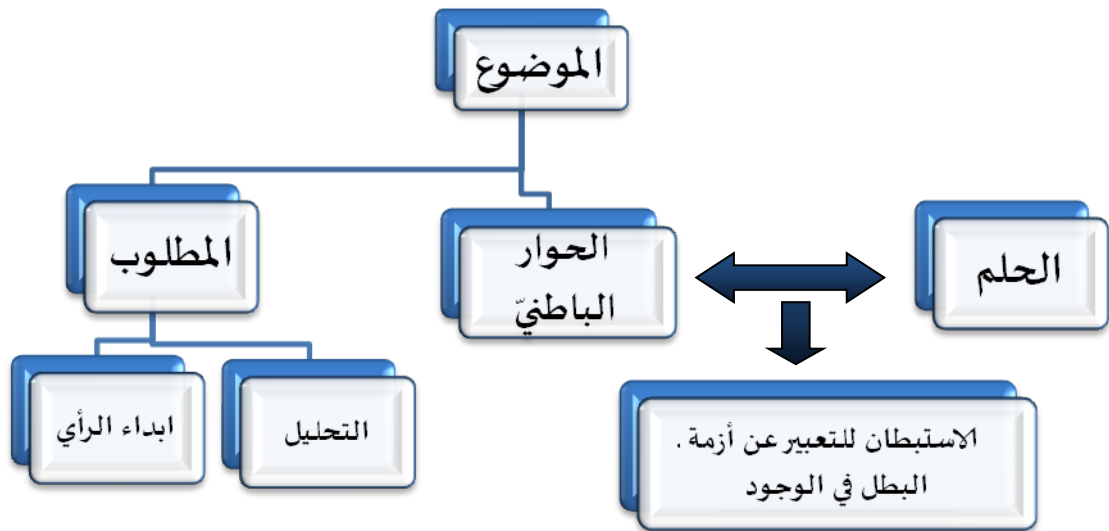 الموضوع
المطلوب
الحوار
الباطنيّ
الحلم
ابداء الرأي
التحليل
الاستبطان للتعبير عن أزمة .
البطل في الوجود